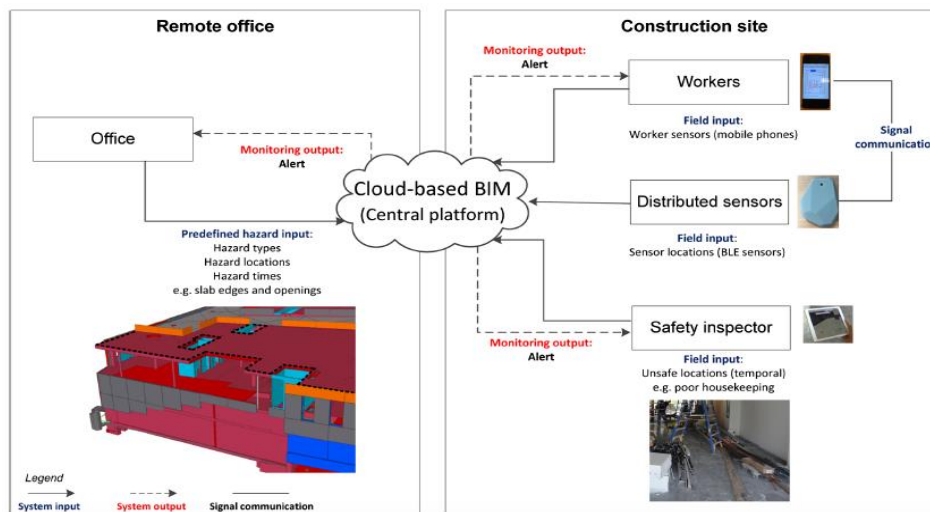 Remote office
Construction site
Office
Monitoring output:
Alert
Predefined hazard input:
Hazard types
Hazard locations
Hazard times
e.g. slab edges and openings
Cloud-based BIM
(Central platform)
Monitoring output:
Alert
Workers
Field input:
Worker sensors (mobile phones)
Signal
communication
Distributed sensors
Field input:
Sensor locations (BLE sensors)
Safety inspector
Monitoring output:
Alert
Field input:
Unsafe locations (temporal)
e.g. poor housekeeping
Legend
System input
System output
Signal communication